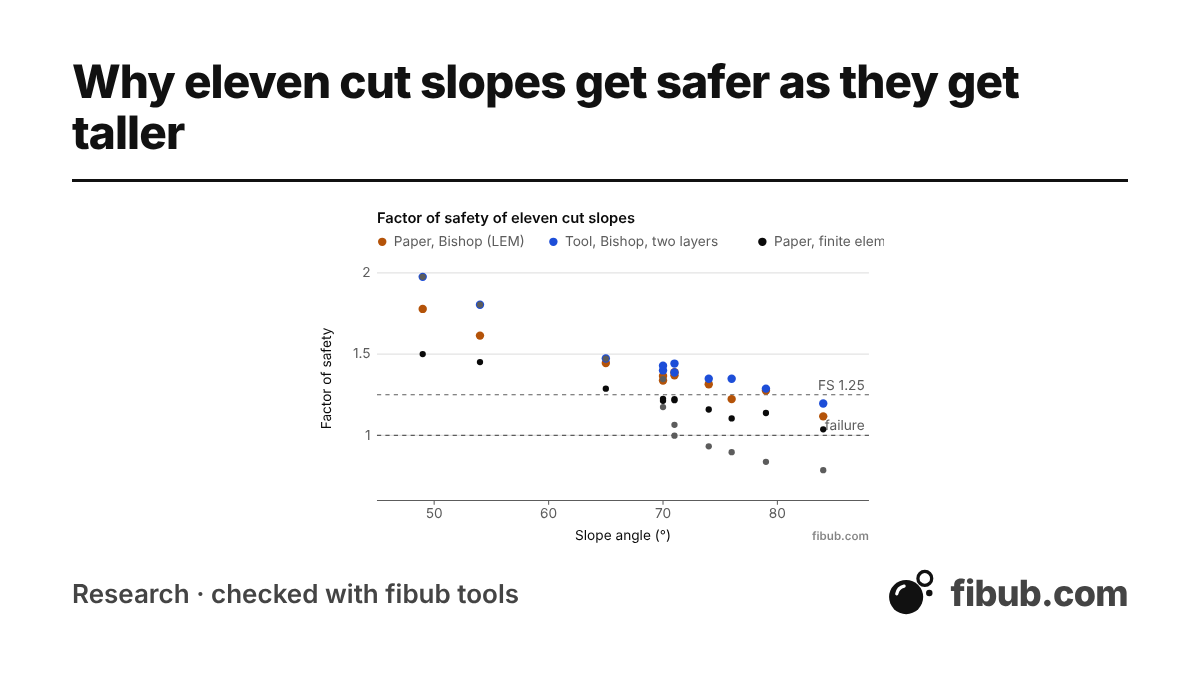 Why eleven cut slopes get safer as they get
taller
Factor of safety of eleven cut slopes
Paper, Bishop (LEM) Tool, Bishop, two layers Paper, finite elem
2
1.5
1
Factor of safety
FS 1.25
failure
50 60 70 80
Slope angle (°)
fibub.com
Research · checked with fibub tools
fibub.com